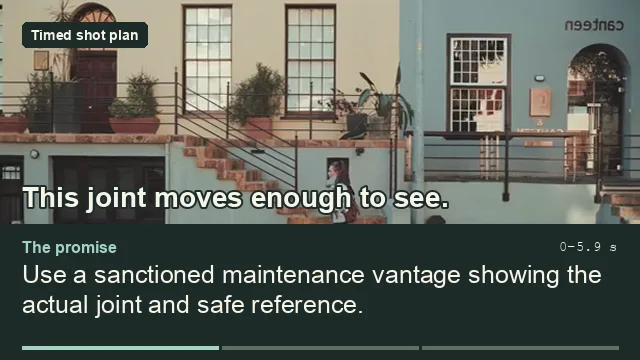 Timed shot plan
canteen
This joint moves enough to see.
The promise
0–5.9 s
Use a sanctioned maintenance vantage showing the
actual joint and safe reference.